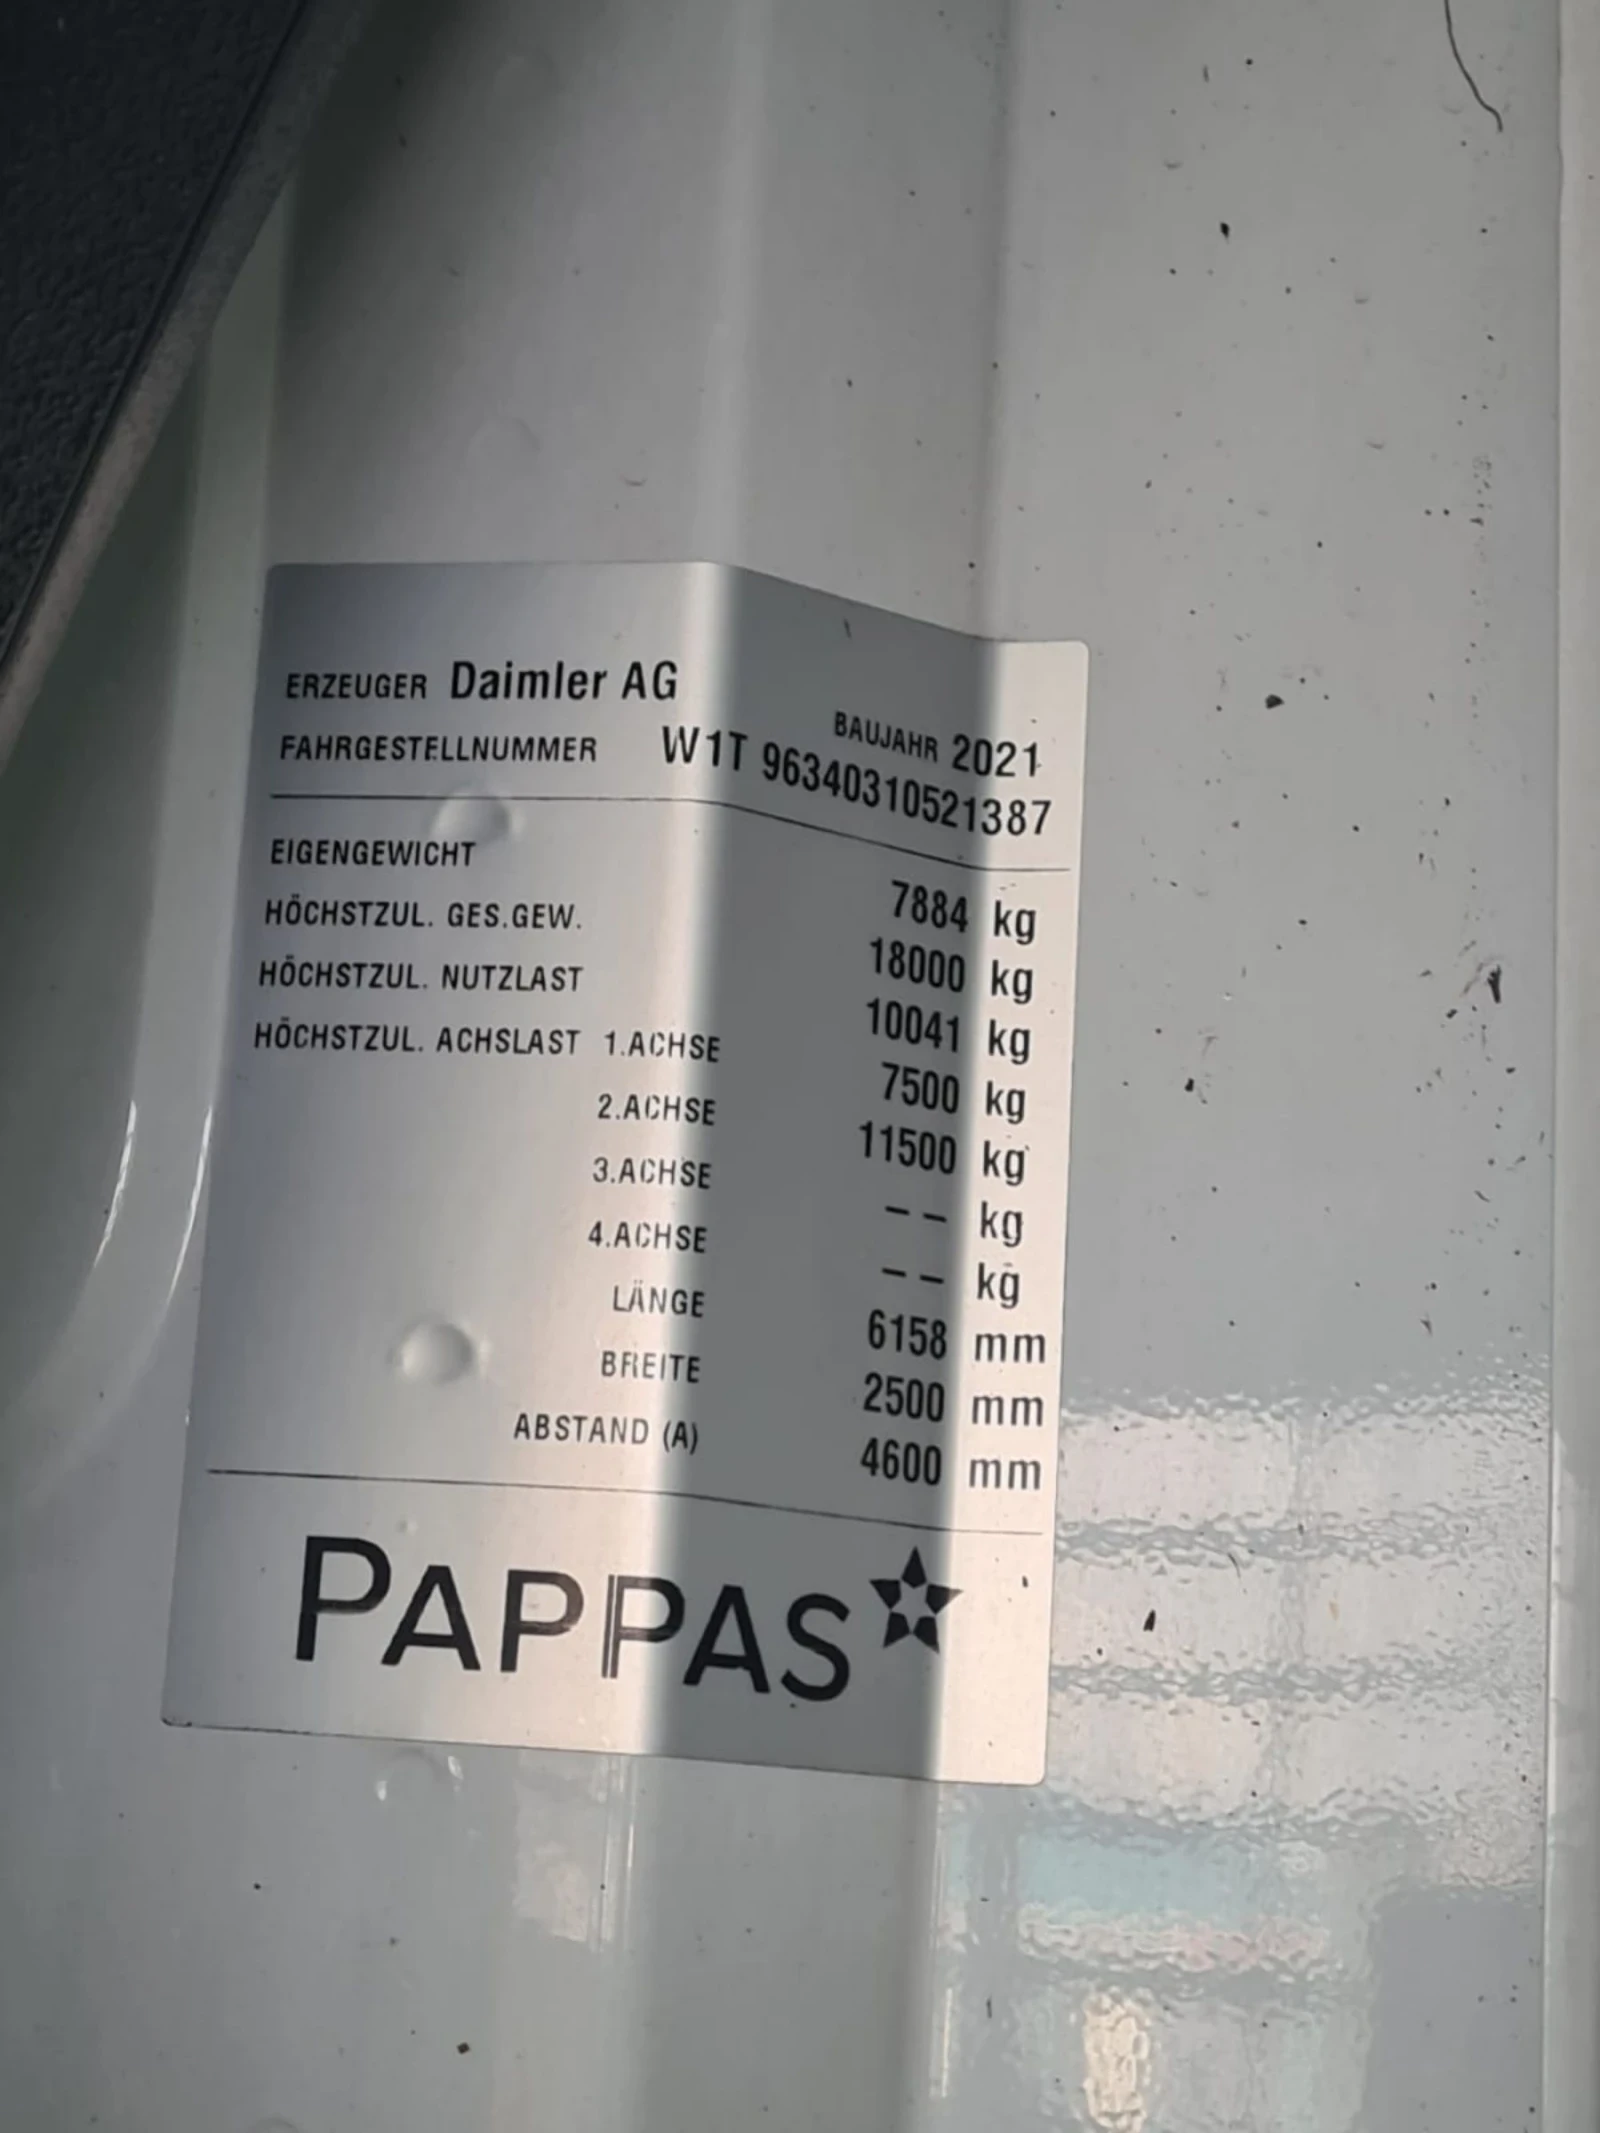 ERZEUGER Daimler AG
BAUJAHR 2021
FAHRGESTELLNUMMER W1T 96340310521387
EIGENGEWICHT 7884 kg
HÖCHSTZUL. GES.GEW. 18000 kg
HÖCHSTZUL. NUTZLAST 10041 kg
HÖCHSTZUL. ACHSLAST 1.ACHSE 7500 kg
2.ACHSE 11500 kg
3.ACHSE -- kg
4.ACHSE -- kg
LÄNGE 6158 mm
BREITE 2500 mm
ABSTAND (A) 4600 mm
PAPPAS